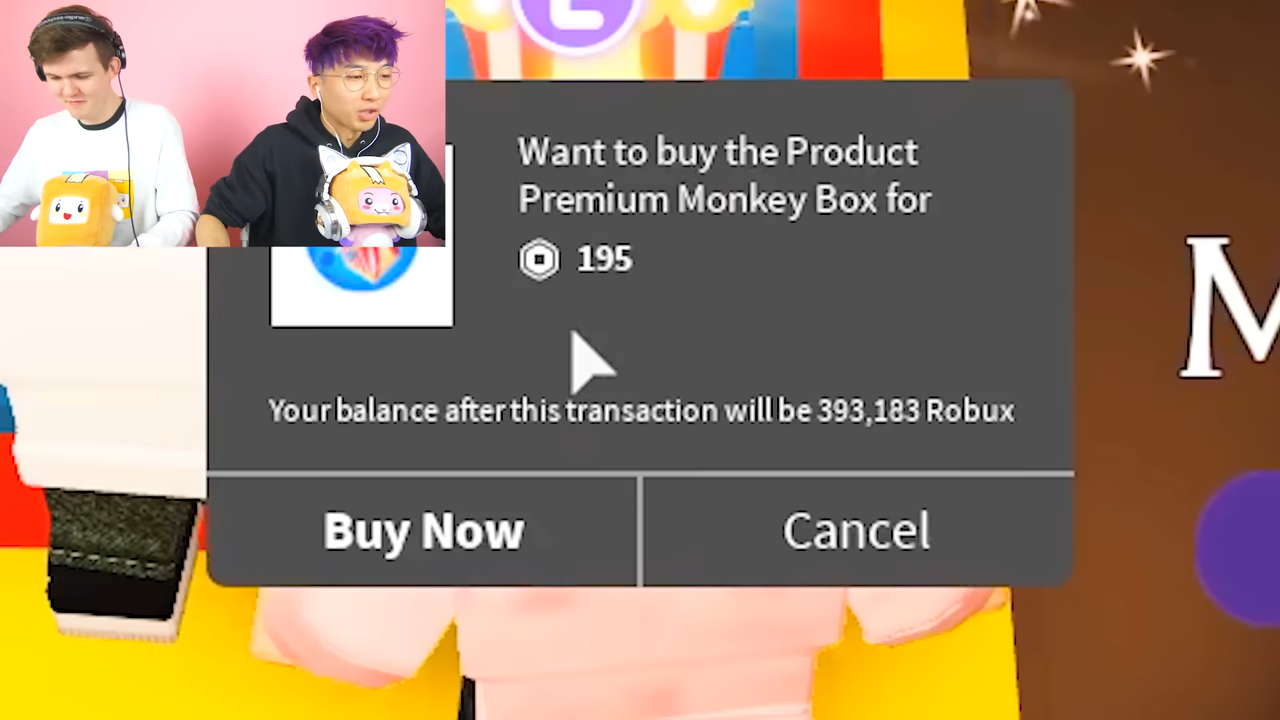 Want to buy the Product
Premium Monkey Box for
195
Your balance after this transaction will be 393,183 Robux
Buy Now
Cancel
M